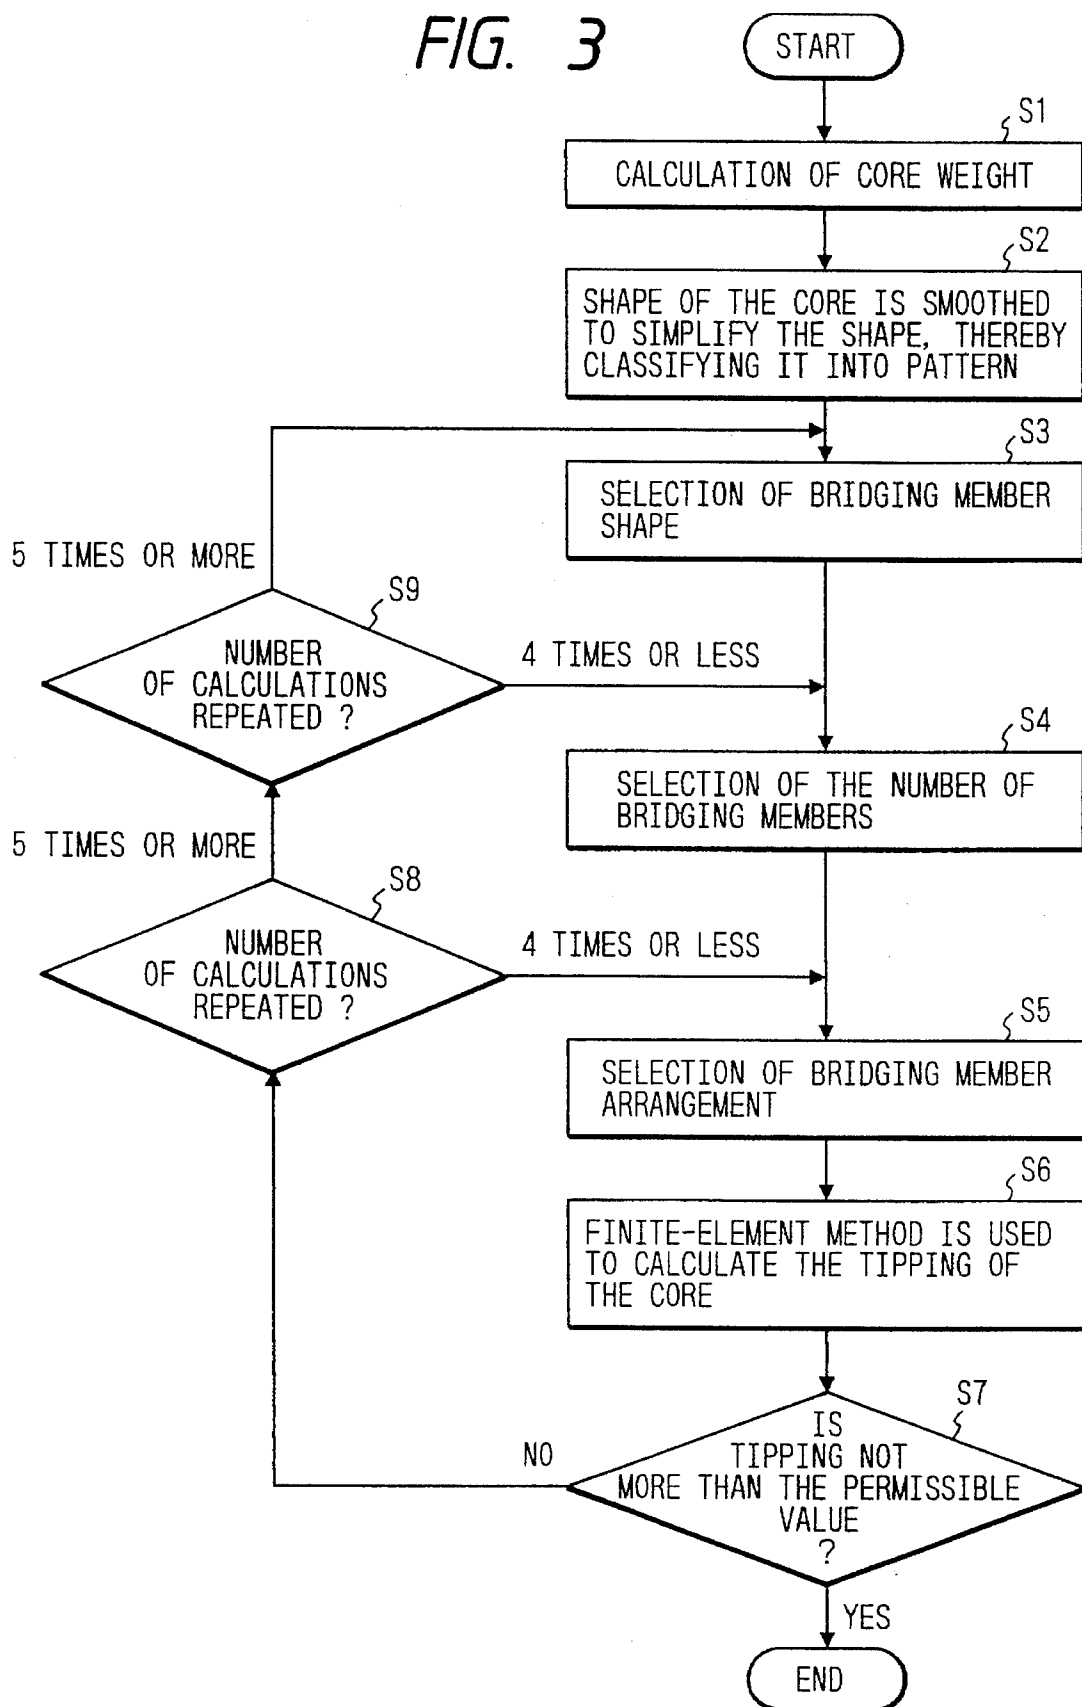 FIG. 3
START
S1
CALCULATION OF CORE WEIGHT
S2
SHAPE OF THE CORE IS SMOOTHED
TO SIMPLIFY THE SHAPE, THEREBY
CLASSIFYING IT INTO PATTERN
S3
SELECTION OF BRIDGING MEMBER
SHAPE
5 TIMES OR MORE
S9
NUMBER
OF CALCULATIONS
REPEATED ?
4 TIMES OR LESS
S4
SELECTION OF THE NUMBER OF
BRIDGING MEMBERS
5 TIMES OR MORE
S8
NUMBER
OF CALCULATIONS
REPEATED ?
4 TIMES OR LESS
S5
SELECTION OF BRIDGING MEMBER
ARRANGEMENT
S6
FINITE-ELEMENT METHOD IS USED
TO CALCULATE THE TIPPING OF
THE CORE
S7
IS
TIPPING NOT
MORE THAN THE PERMISSIBLE
VALUE
?
NO
YES
END